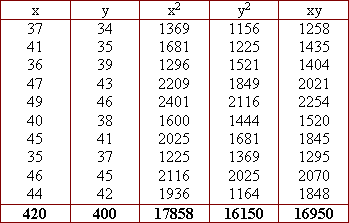 x y x² y² xy
37 34 1369 1156 1258
41 35 1681 1225 1435
36 39 1296 1521 1404
47 43 2209 1849 2021
49 46 2401 2116 2254
40 38 1600 1444 1520
45 41 2025 1681 1845
35 37 1225 1369 1295
46 45 2116 2025 2070
44 42 1936 1164 1848
420 400 17858 16150 16950